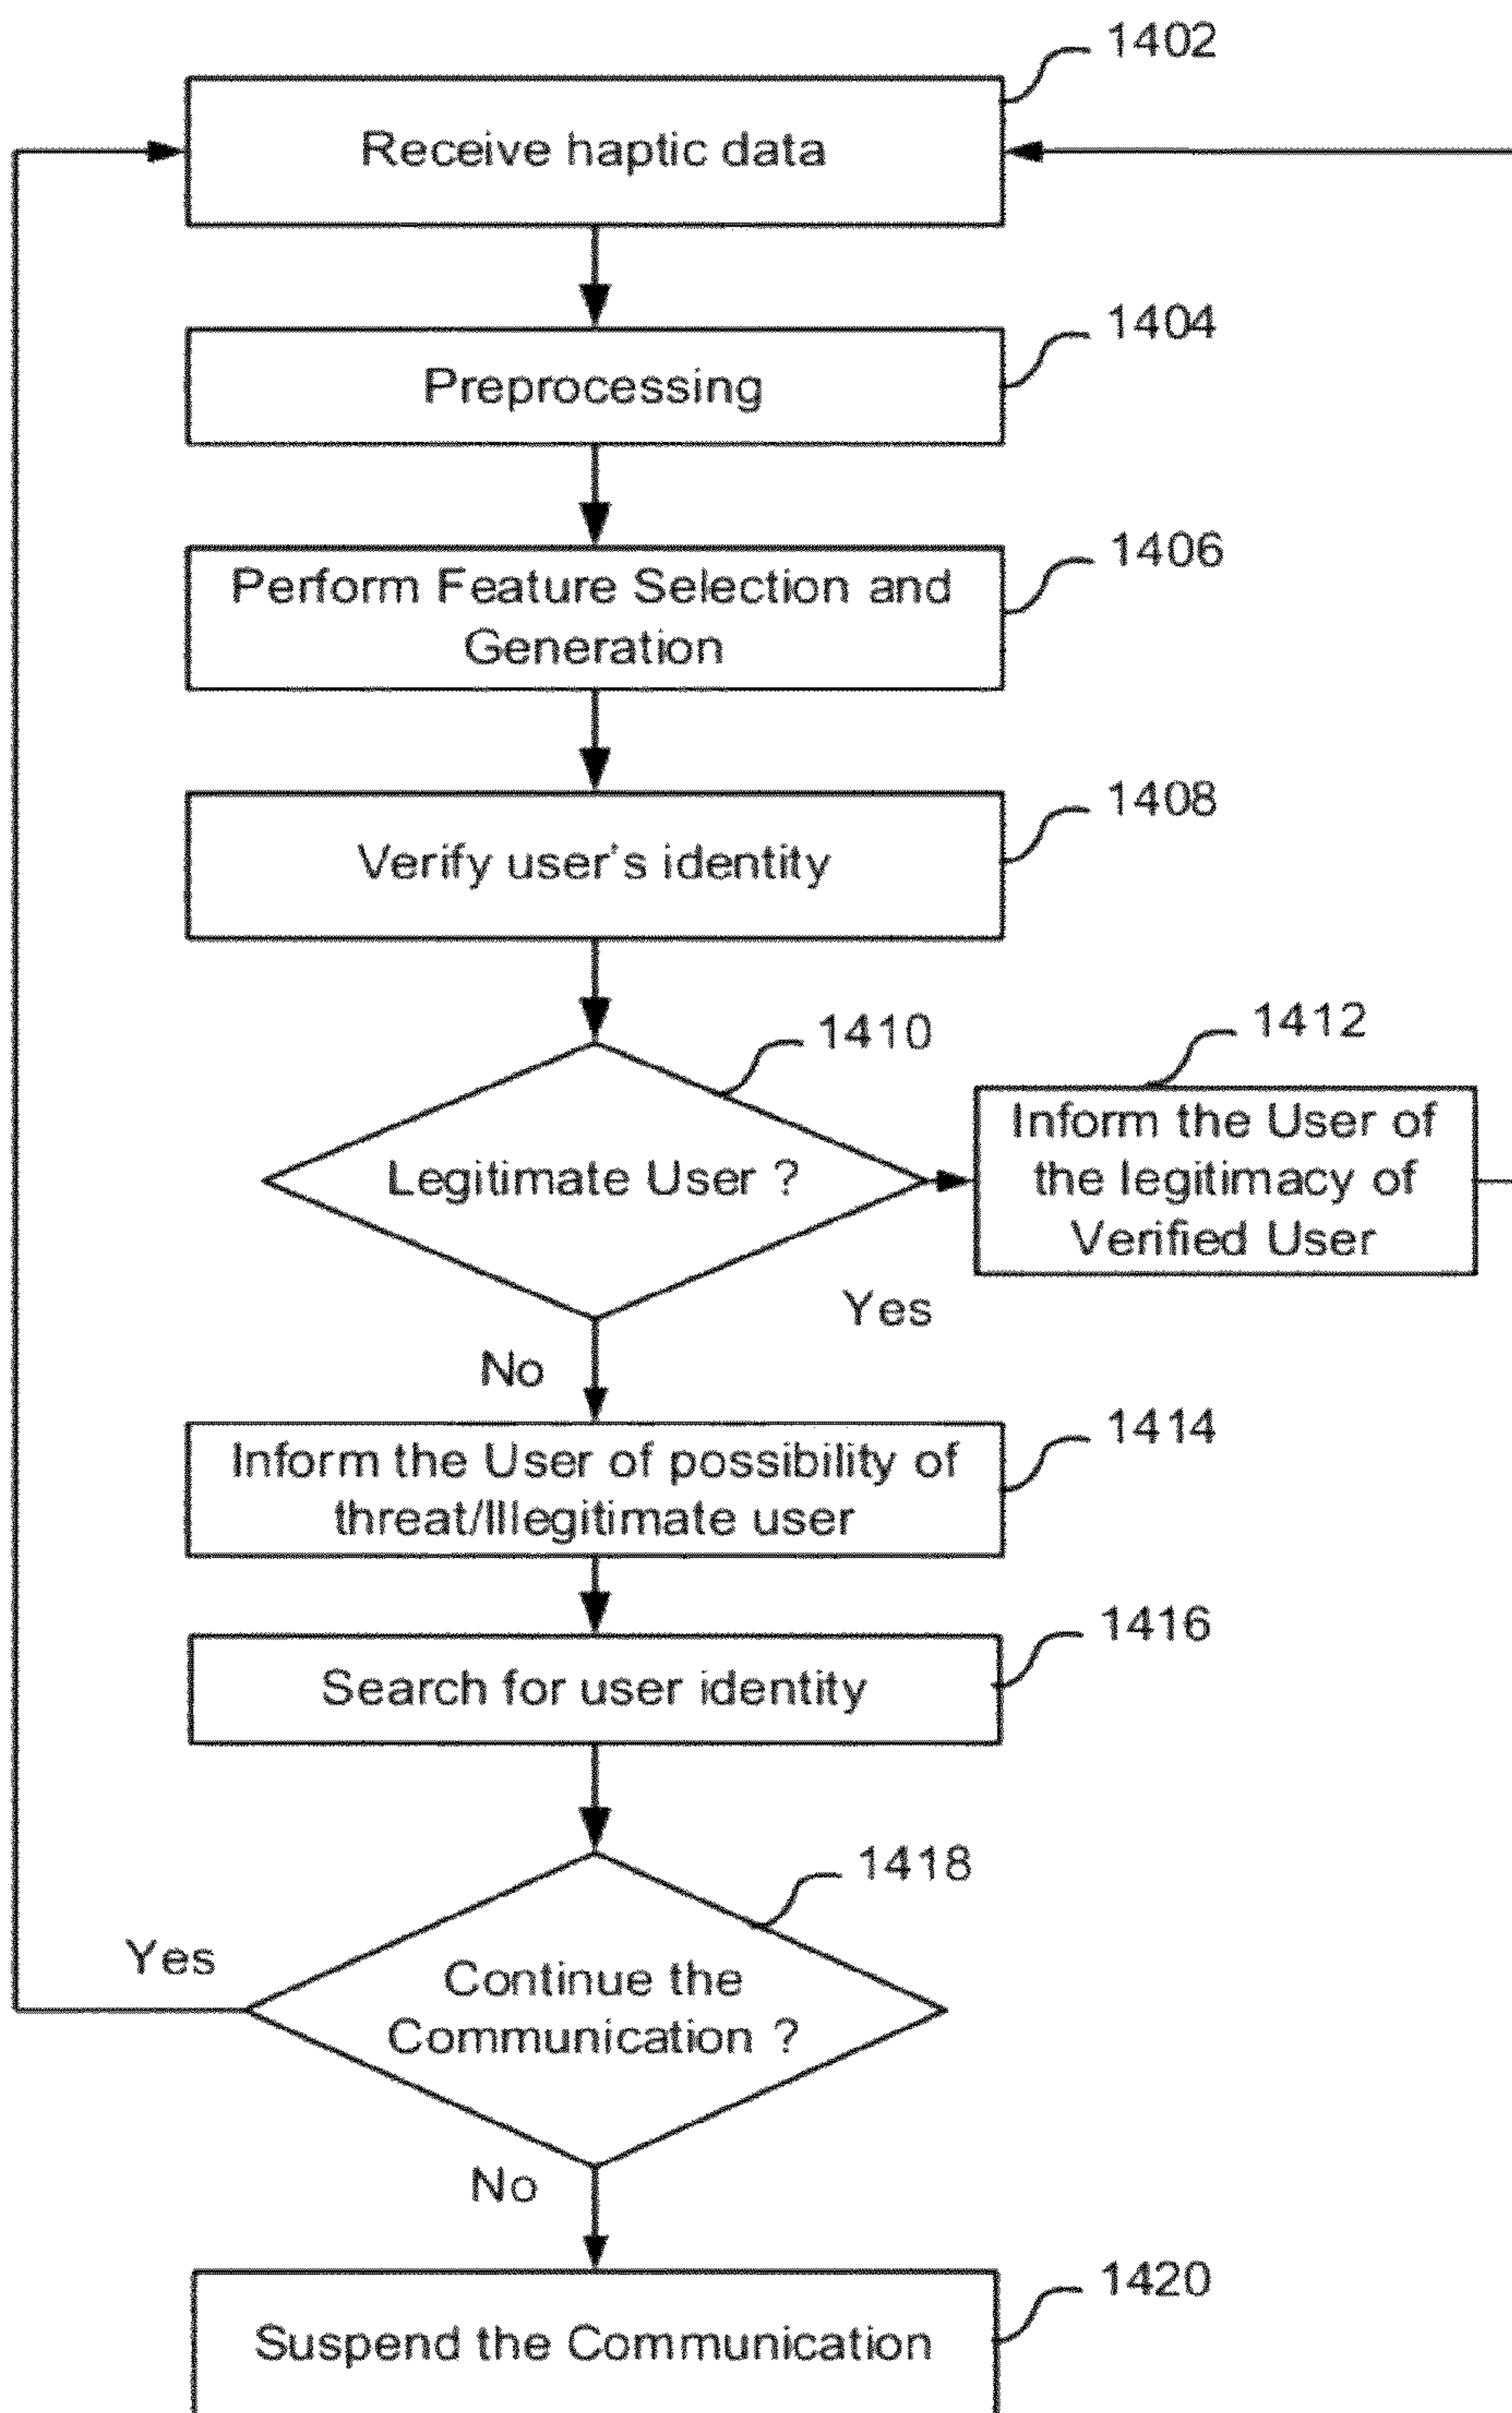 1402
Receive haptic data
1404
Preprocessing
1406
Perform Feature Selection and
Generation
1408
Verify user's identity
1410
Legitimate User ?
1412
Inform the User of
the legitimacy of
Verified User
Yes
No
1414
Inform the User of possibility of
threat/Illegitimate user
1416
Search for user identity
1418
Yes
Continue the
Communication ?
No
1420
Suspend the Communication